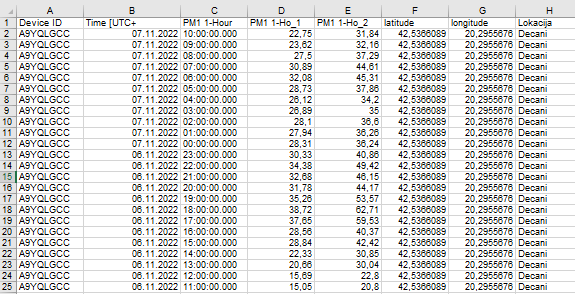 A B C D E F G H
1 Device ID Time [UTC+ PM1 1-Hour PM1 1-Ho_1 PM1 1-Ho_2 latitude longitude Lokacija
2 A9YQLGCC 07.11.2022 10:00:00.000 22,75 31,84 42,5366089 20,2955676 Decani
3 A9YQLGCC 07.11.2022 09:00:00.000 23,62 32,16 42,5366089 20,2955676 Decani
4 A9YQLGCC 07.11.2022 08:00:00.000 27,5 37,29 42,5366089 20,2955676 Decani
5 A9YQLGCC 07.11.2022 07:00:00.000 30,89 44,61 42,5366089 20,2955676 Decani
6 A9YQLGCC 07.11.2022 06:00:00.000 32,08 45,31 42,5366089 20,2955676 Decani
7 A9YQLGCC 07.11.2022 05:00:00.000 28,73 37,86 42,5366089 20,2955676 Decani
8 A9YQLGCC 07.11.2022 04:00:00.000 26,12 34,2 42,5366089 20,2955676 Decani
9 A9YQLGCC 07.11.2022 03:00:00.000 26,89 35 42,5366089 20,2955676 Decani
10 A9YQLGCC 07.11.2022 02:00:00.000 28,1 36,6 42,5366089 20,2955676 Decani
11 A9YQLGCC 07.11.2022 01:00:00.000 27,94 36,26 42,5366089 20,2955676 Decani
12 A9YQLGCC 07.11.2022 00:00:00.000 28,31 36,24 42,5366089 20,2955676 Decani
13 A9YQLGCC 06.11.2022 23:00:00.000 30,33 40,86 42,5366089 20,2955676 Decani
14 A9YQLGCC 06.11.2022 22:00:00.000 34,38 49,42 42,5366089 20,2955676 Decani
15 A9YQLGCC 06.11.2022 21:00:00.000 32,68 46,15 42,5366089 20,2955676 Decani
16 A9YQLGCC 06.11.2022 20:00:00.000 31,78 44,17 42,5366089 20,2955676 Decani
17 A9YQLGCC 06.11.2022 19:00:00.000 35,26 53,57 42,5366089 20,2955676 Decani
18 A9YQLGCC 06.11.2022 18:00:00.000 38,72 62,71 42,5366089 20,2955676 Decani
19 A9YQLGCC 06.11.2022 17:00:00.000 37,65 59,53 42,5366089 20,2955676 Decani
20 A9YQLGCC 06.11.2022 16:00:00.000 28,56 40,37 42,5366089 20,2955676 Decani
21 A9YQLGCC 06.11.2022 15:00:00.000 28,84 42,42 42,5366089 20,2955676 Decani
22 A9YQLGCC 06.11.2022 14:00:00.000 22,33 30,85 42,5366089 20,2955676 Decani
23 A9YQLGCC 06.11.2022 13:00:00.000 20,66 30,04 42,5366089 20,2955676 Decani
24 A9YQLGCC 06.11.2022 12:00:00.000 15,69 22,8 42,5366089 20,2955676 Decani
25 A9YQLGCC 06.11.2022 11:00:00.000 15,05 20,8 42,5366089 20,2955676 Decani